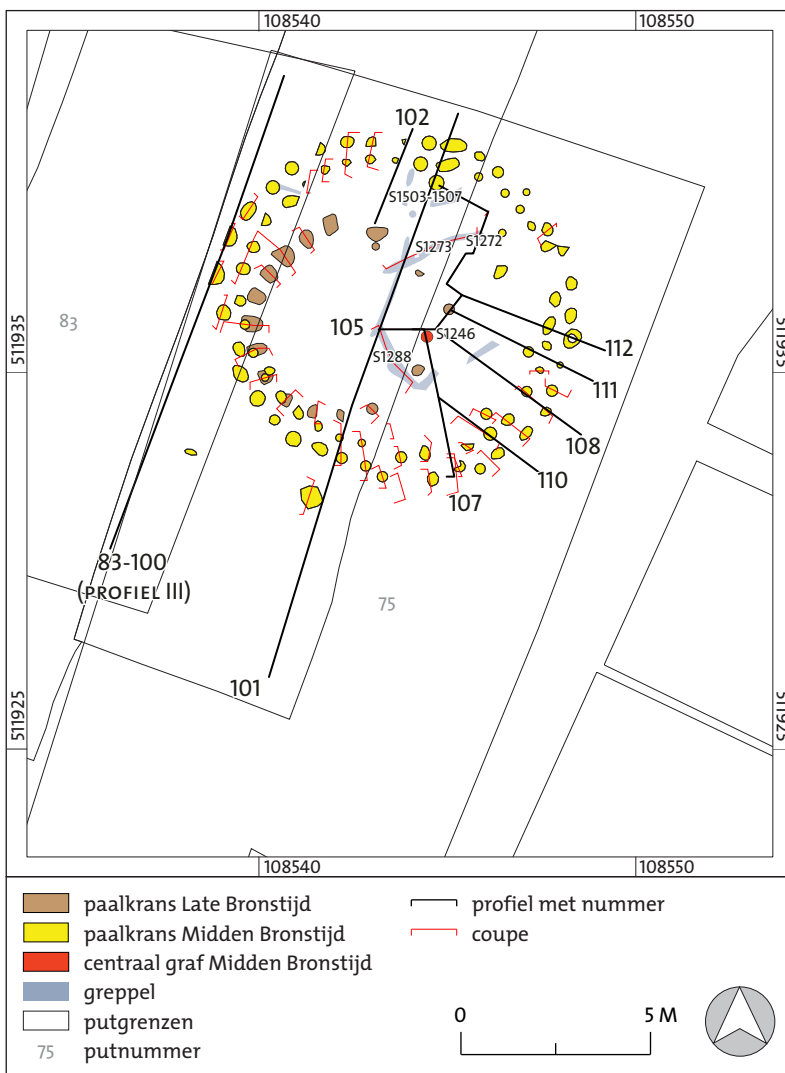 108540
108550
102
S1503-1507
S1273
S1272
511935
511935
83
105
S1246
S1288
112
111
108
110
107
83-100
(PROFIEL III)
75
101
511925
511925
108540
108550
paalkrans Late Bronstijd
paalkrans Midden Bronstijd
centraal graf Midden Bronstijd
greppel
putgrenzen
75 putnummer
profiel met nummer
coupe
0 5 M